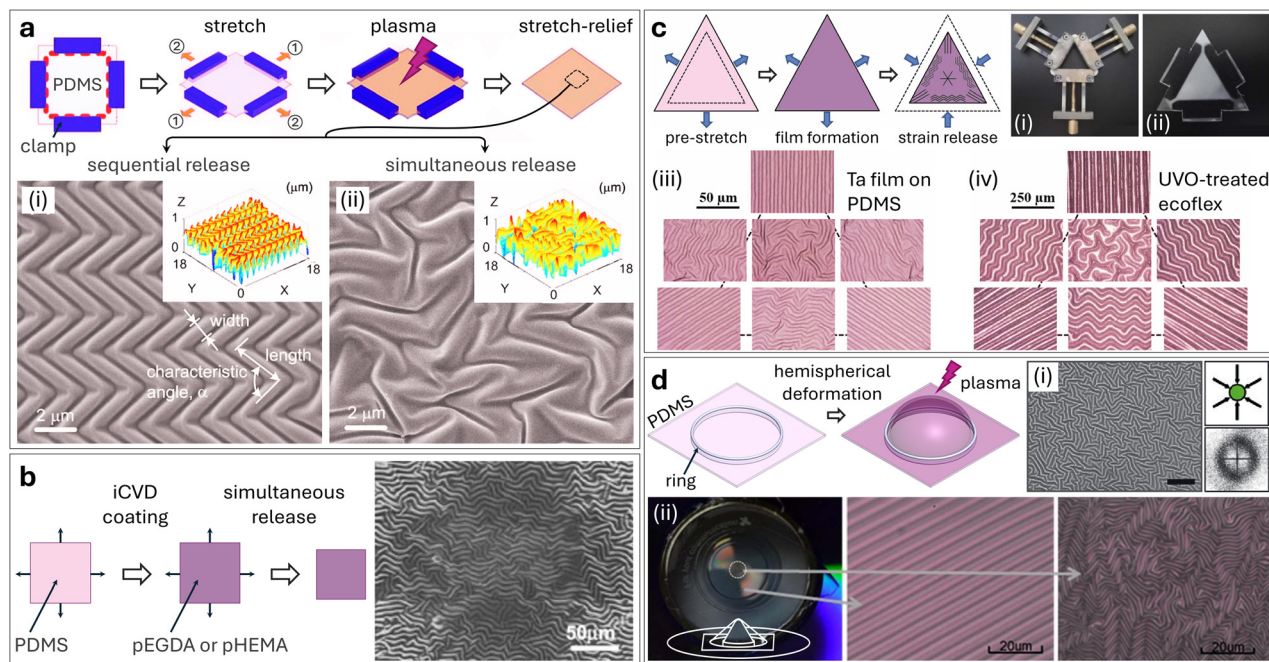 a
stretch
plasma
stretch-relief
PDMS
②
①
①
②
clamp
sequential release
simultaneous release
(i)
(μm)
Z
1
0
18
Y
0
X
18
width
length
characteristic
angle, α
2 μm
(ii)
(μm)
Z
1
0
18
Y
0
X
18
2 μm
b
iCVD
coating
simultaneous
release
PDMS
pEGDA or pHEMA
50μm
c
pre-stretch
film formation
strain release
(i)
(ii)
(iii)
50 μm
Ta film on
PDMS
(iv)
250 μm
UVO-treated
ecoflex
d
hemispherical
deformation
plasma
PDMS
ring
(i)
(ii)
20um
20um